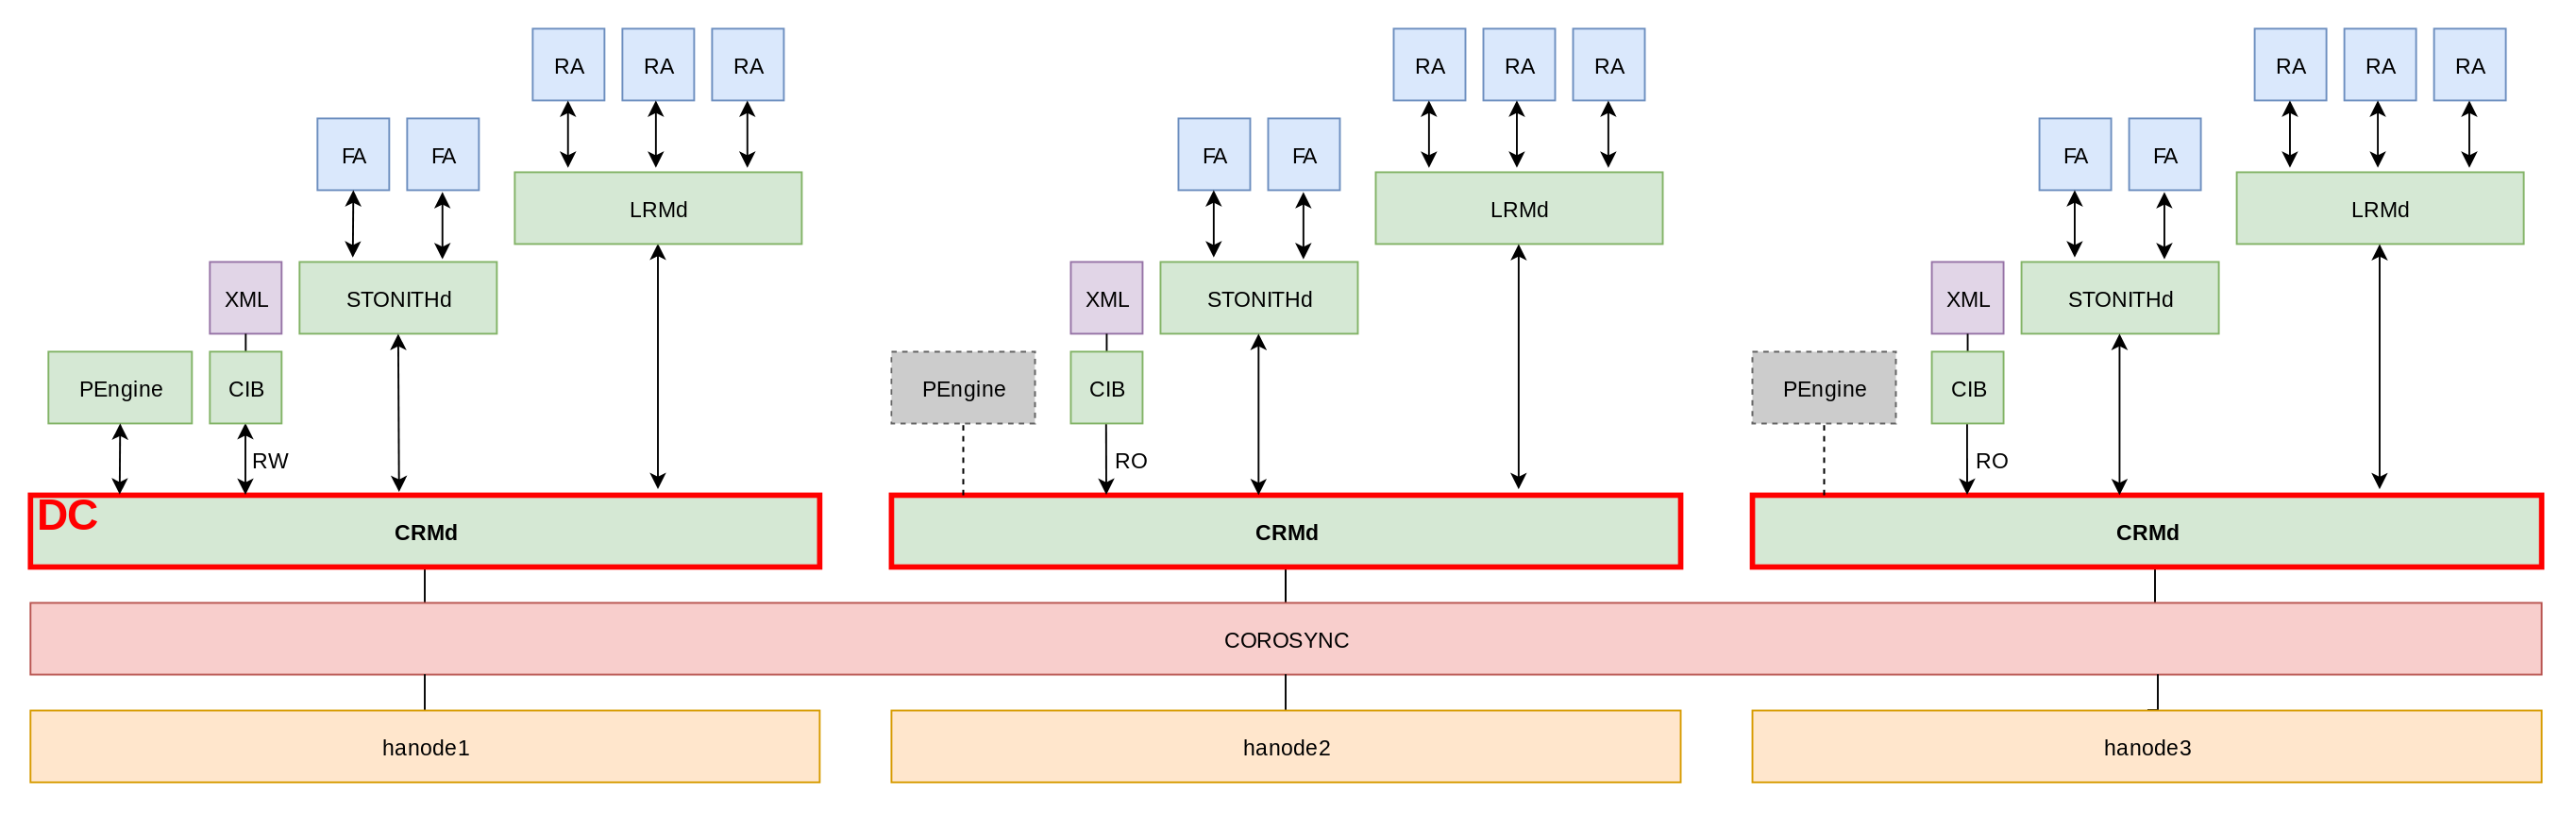 RA RA RA RA RA RA RA RA RA
FA FA FA FA FA FA
LRMd LRMd LRMd
XML STONITHd XML STONITHd XML STONITHd
PEngine CIB PEngine CIB PEngine CIB
RW RO RO
DC
CRMd CRMd CRMd
COROSYNC
hanode1 hanode2 hanode3